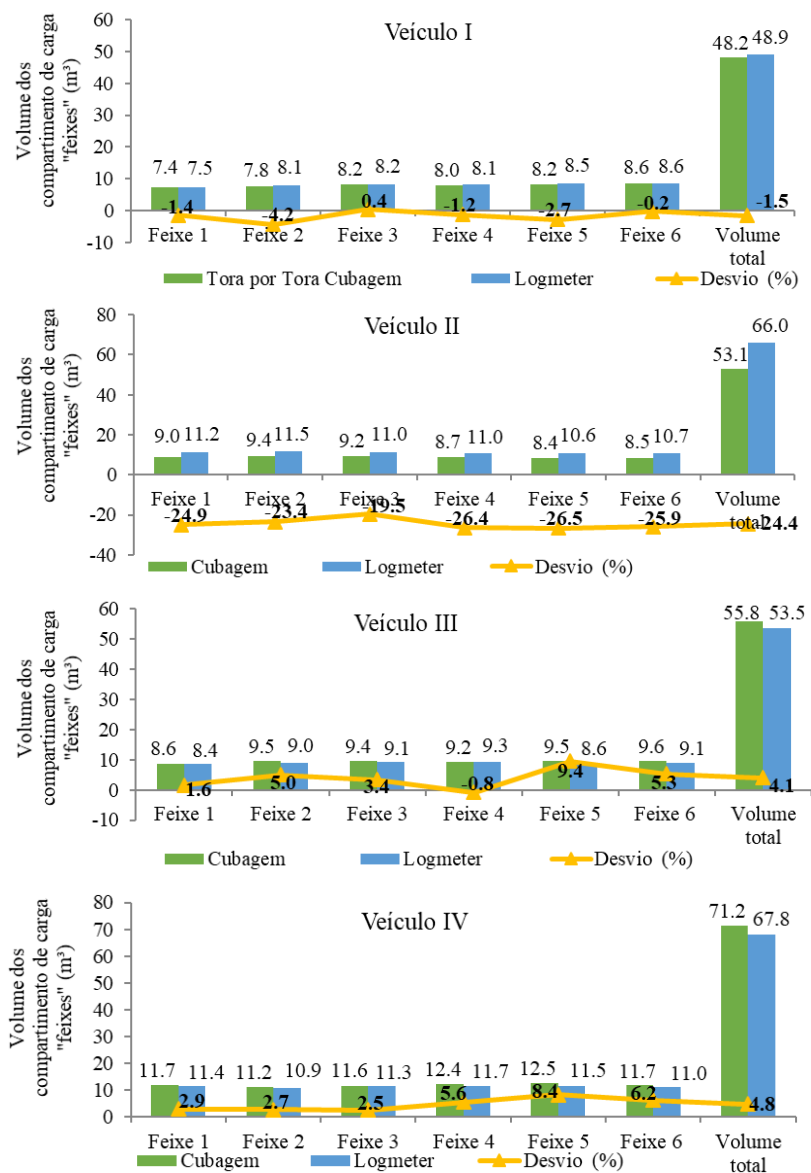 Veículo I
Volume dos
compartimento de carga
"feixes" (m³)
60
50
40
30
20
10
0
-10
7.4 7.5 7.8 8.1 8.2 8.2 8.0 8.1 8.2 8.5 8.6 8.6 48.2 48.9
-1.4 -4.2 0.4 -1.2 -2.7 -0.2 -1.5
Feixe 1 Feixe 2 Feixe 3 Feixe 4 Feixe 5 Feixe 6 Volume
total
Tora por Tora Cubagem Logmeter Desvio (%)
Veículo II
Volume dos
compartimento de carga
"feixes" (m³)
80
60
40
20
0
-20
-40
9.0 11.2 9.4 11.5 9.2 11.0 8.7 11.0 8.4 10.6 8.5 10.7 53.1 66.0
Feixe 1 Feixe 2 Feixe 3 Feixe 4 Feixe 5 Feixe 6 Volume
total
-24.9 -23.4 -19.5 -26.4 -26.5 -25.9 -24.4
Cubagem Logmeter Desvio (%)
Veículo III
Volume dos
compartimento de carga
"feixes" (m³)
60
50
40
30
20
10
0
-10
8.6 8.4 9.5 9.0 9.4 9.1 9.2 9.3 9.5 8.6 9.6 9.1 55.8 53.5
1.6 5.0 3.4 -0.8 9.4 5.3 4.1
Feixe 1 Feixe 2 Feixe 3 Feixe 4 Feixe 5 Feixe 6 Volume
total
Cubagem Logmeter Desvio (%)
Veículo IV
Volume dos
compartimento de carga
"feixes" (m³)
80
70
60
50
40
30
20
10
0
11.7 11.4 11.2 10.9 11.6 11.3 12.4 11.7 12.5 11.5 11.7 11.0 71.2 67.8
2.9 2.7 2.5 5.6 8.4 6.2 4.8
Feixe 1 Feixe 2 Feixe 3 Feixe 4 Feixe 5 Feixe 6 Volume
total
Cubagem Logmeter Desvio (%)